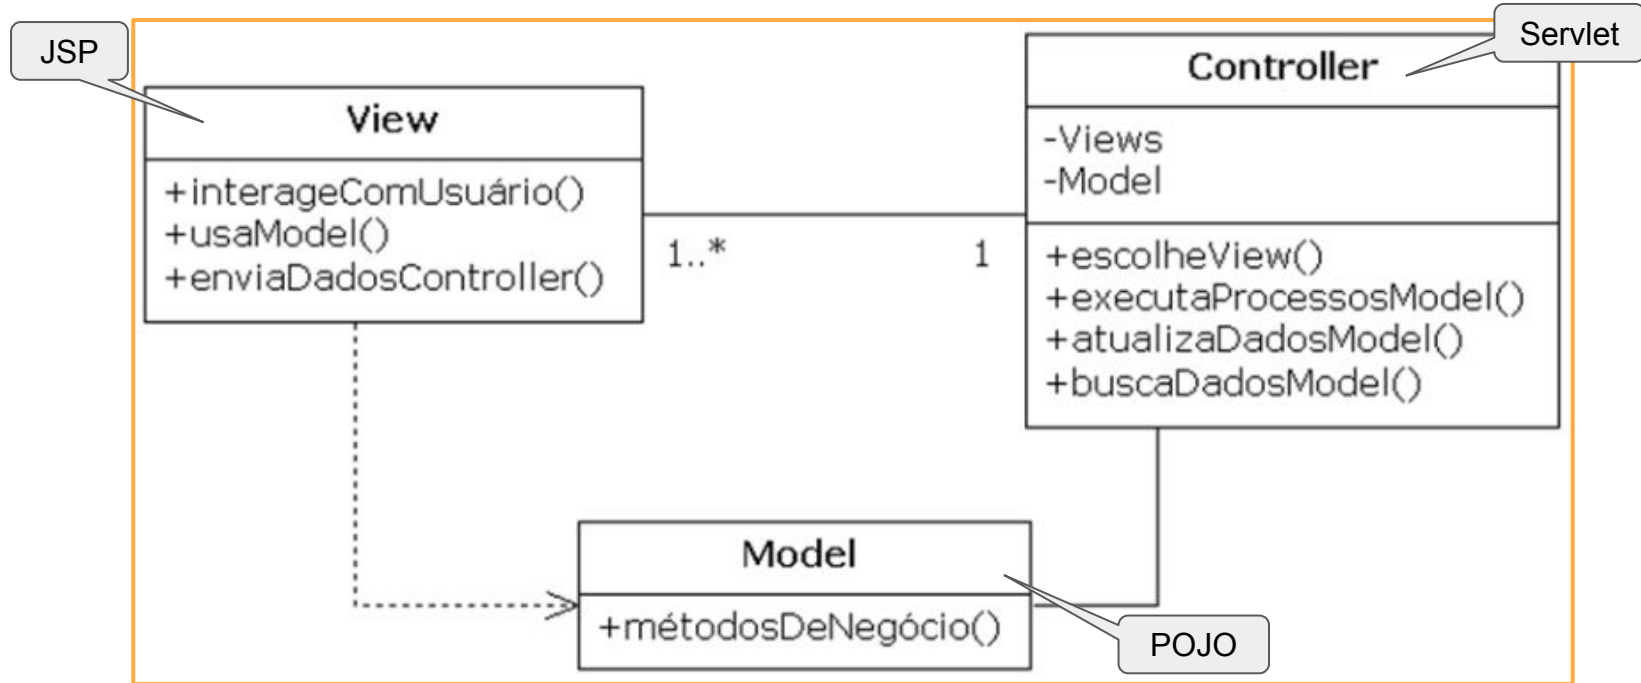 JSP
View
+interageComUsuário()
+usaModel()
+enviaDadosController()
1..*
1
Servlet
Controller
-Views
-Model
+escolheView()
+executaProcessosModel()
+atualizaDadosModel()
+buscaDadosModel()
Model
+métodosDeNegócio()
POJO